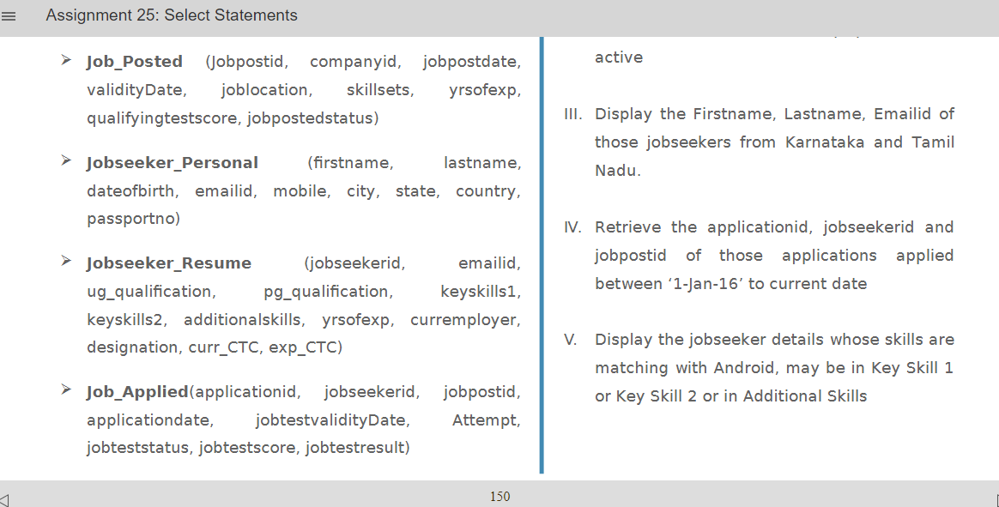 Assignment 25: Select Statements
Job_Posted (Jobpostid, companyid, jobpostdate,
validityDate, joblocation, skillsets, yrsofexp,
qualifyingtestscore, jobpostedstatus)
Jobseeker_Personal (firstname, lastname,
dateofbirth, emailid, mobile, city, state, country,
passportno)
Jobseeker_Resume (jobseekerid, emailid,
ug_qualification, pg_qualification, keyskills1,
keyskills2, additionalskills, yrsofexp, curremployer,
designation, curr_CTC, exp_CTC)
Job_Applied(applicationid, jobseekerid, jobpostid,
applicationdate, jobtestvalidityDate, Attempt,
jobteststatus, jobtestscore, jobtestresult)
active
III. Display the Firstname, Lastname, Emailid of
those jobseekers from Karnataka and Tamil
Nadu.
IV. Retrieve the applicationid, jobseekerid and
jobpostid of those applications applied
between ‘1-Jan-16’ to current date
V. Display the jobseeker details whose skills are
matching with Android, may be in Key Skill 1
or Key Skill 2 or in Additional Skills
150